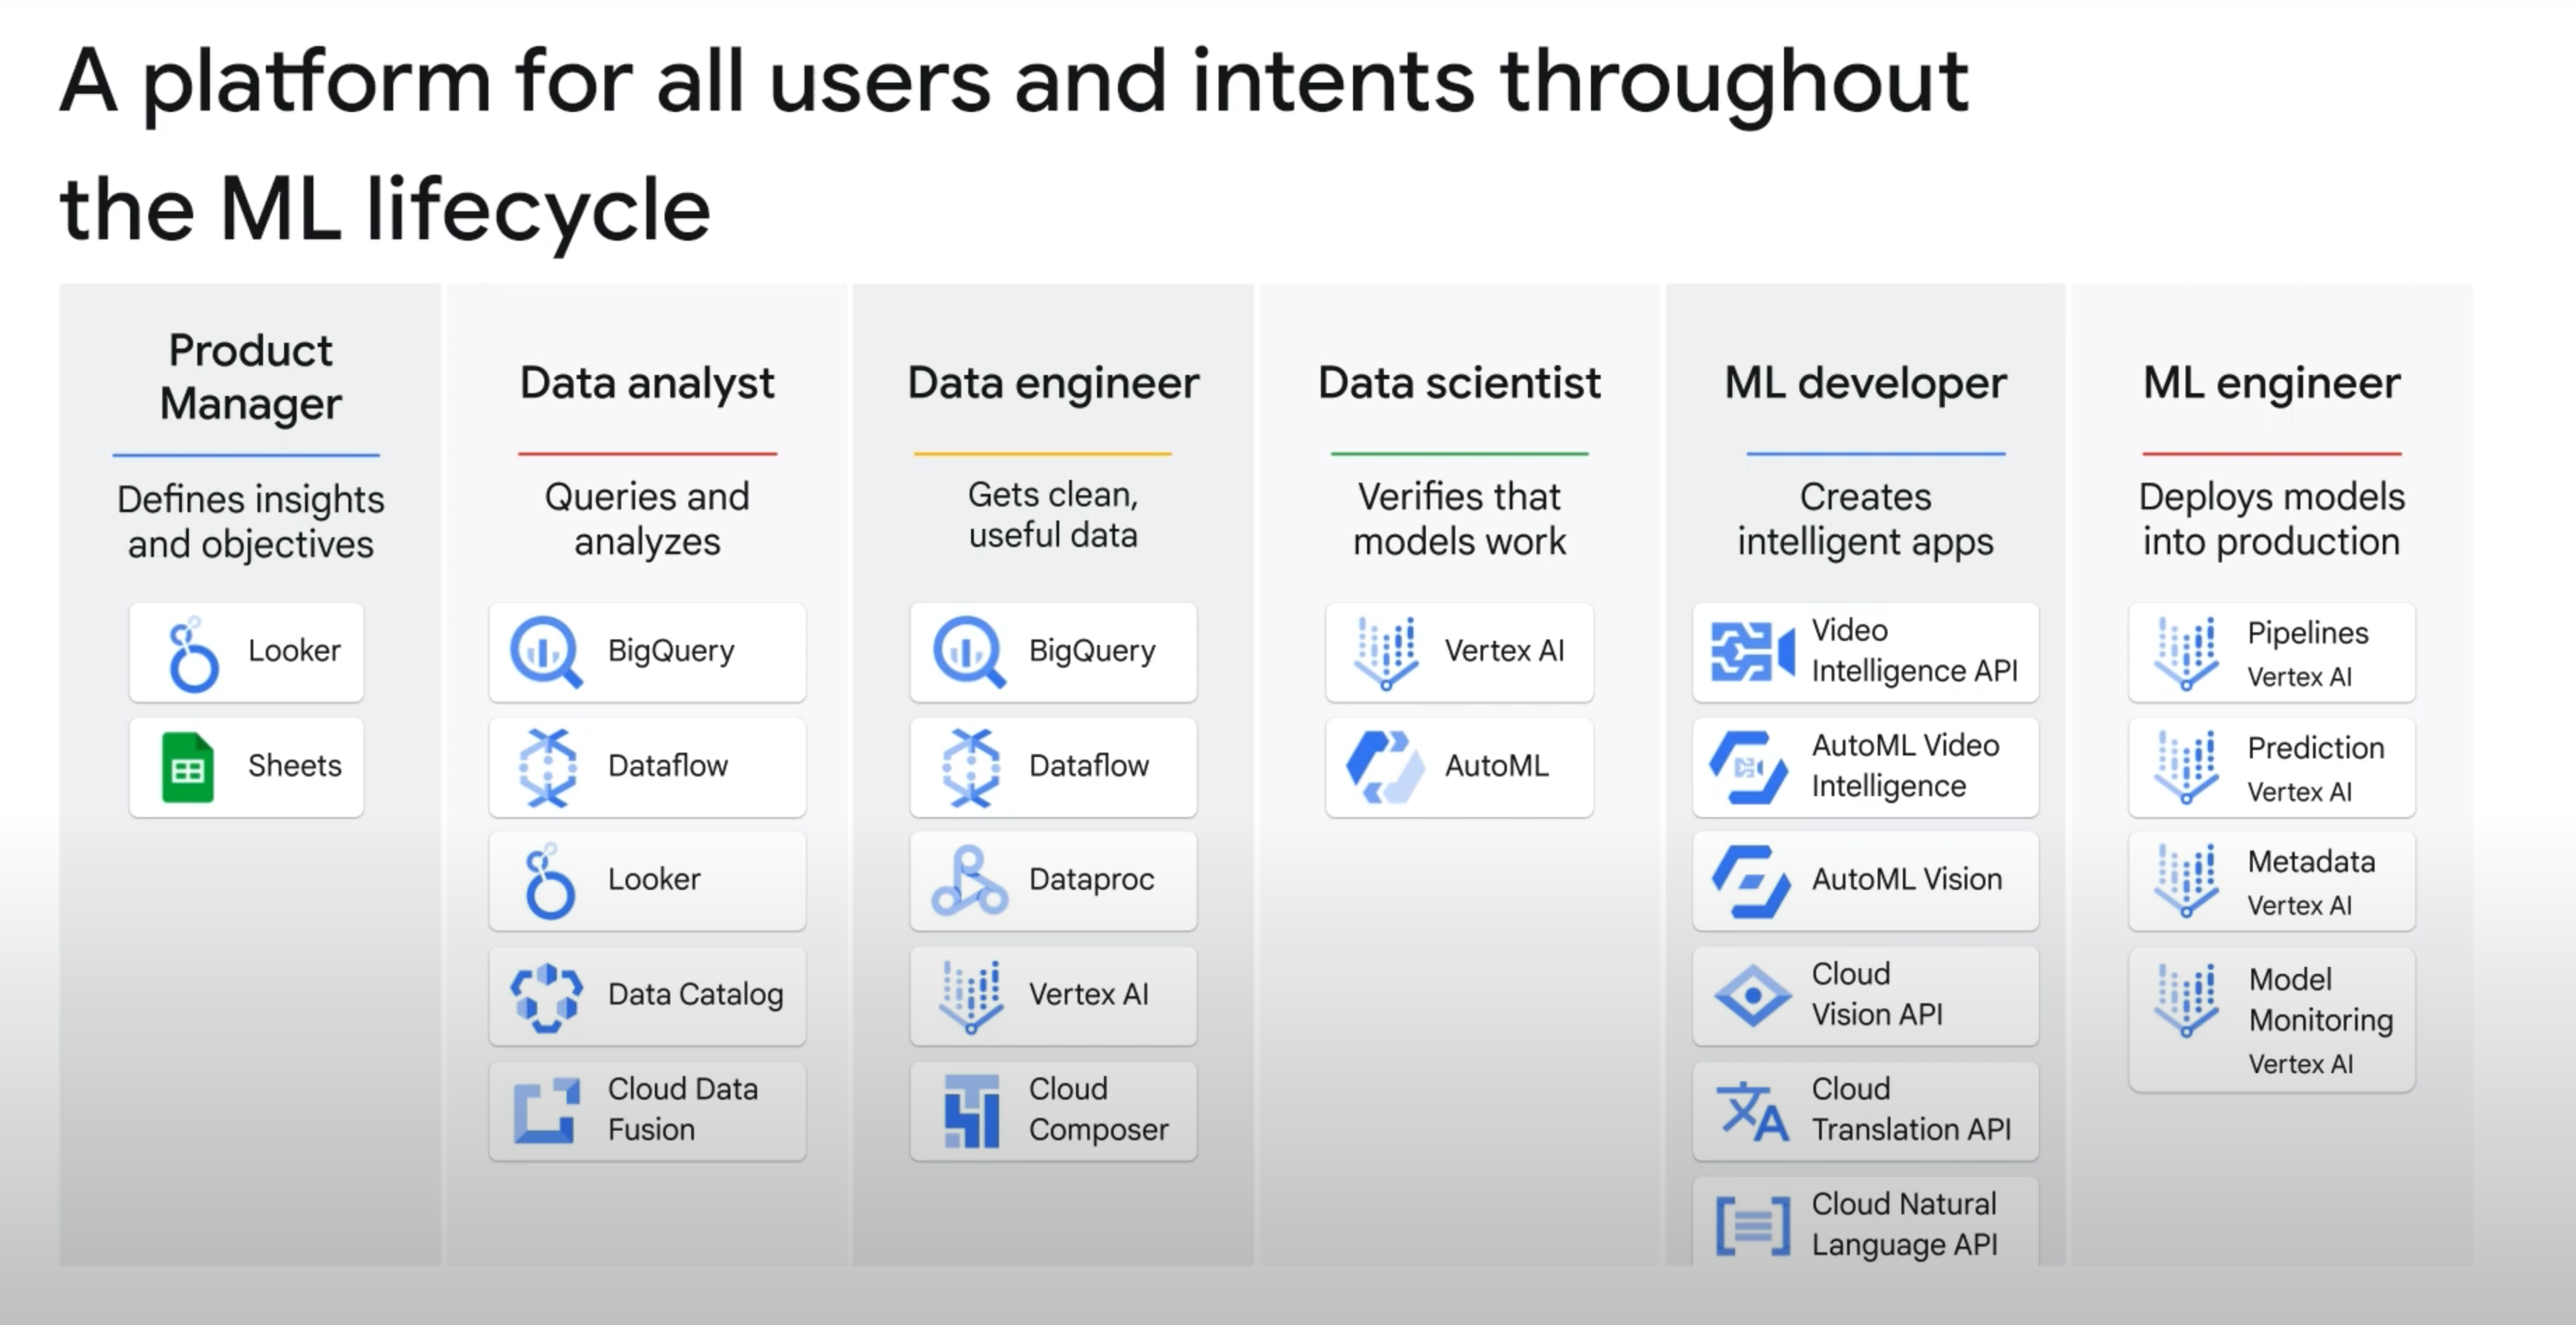 A platform for all users and intents throughout
the ML lifecycle
Product
Manager
Defines insights
and objectives
Looker
Sheets
Data analyst
Queries and
analyzes
BigQuery
Dataflow
Looker
Data Catalog
Cloud Data
Fusion
Data engineer
Gets clean,
useful data
BigQuery
Dataflow
Dataproc
Vertex AI
Cloud
Composer
Data scientist
Verifies that
models work
Vertex AI
AutoML
ML developer
Creates
intelligent apps
Video
Intelligence API
AutoML Video
Intelligence
AutoML Vision
Cloud
Vision API
Cloud
Translation API
Cloud Natural
Language API
ML engineer
Deploys models
into production
Pipelines
Vertex AI
Prediction
Vertex AI
Metadata
Vertex AI
Model
Monitoring
Vertex AI